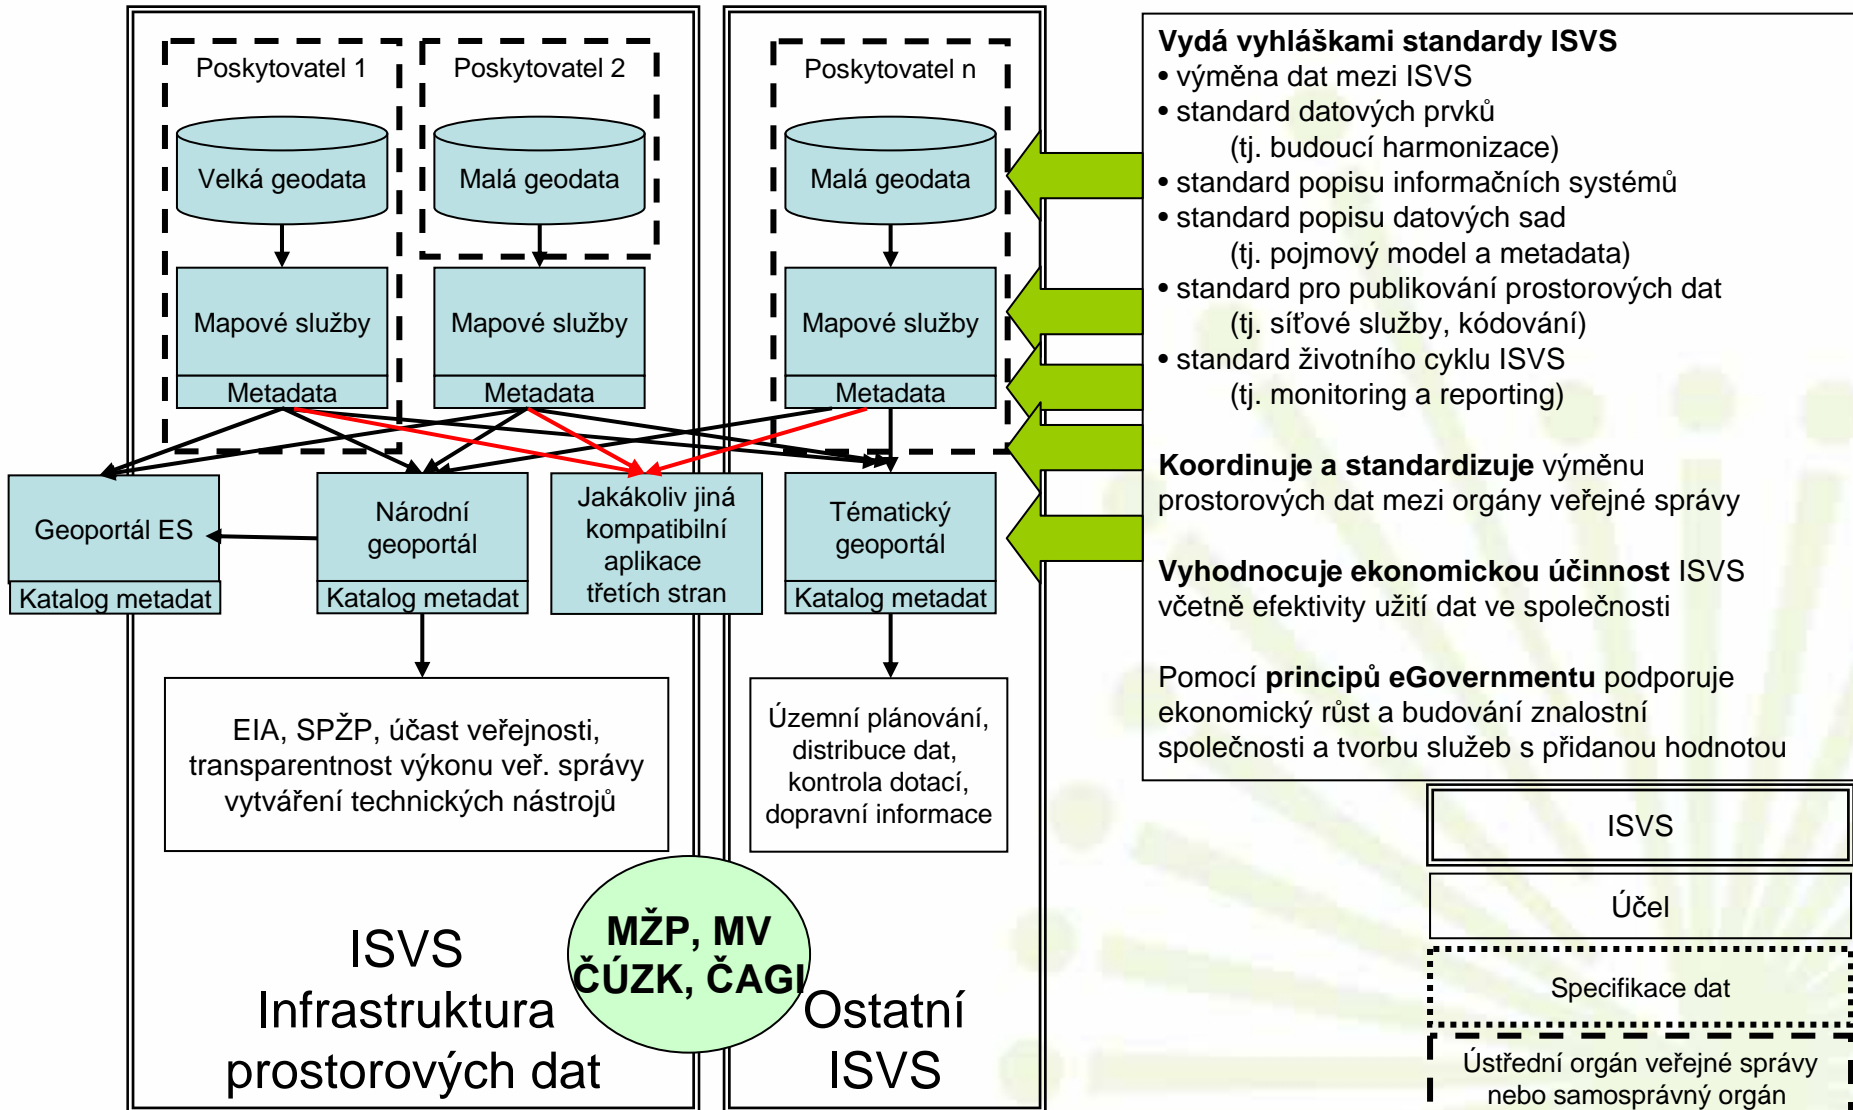 Poskytovatel 1
Poskytovatel 2
Poskytovatel n
Velká geodata
Malá geodata
Malá geodata
Mapové služby
Mapové služby
Mapové služby
Metadata
Metadata
Metadata
Geoportál ES
Katalog metadat
Národní
geoportál
Katalog metadat
Jakákoliv jiná
kompatibilní
aplikace
třetích stran
Tématický
geoportál
Katalog metadat
EIA, SPŽP, účast veřejnosti,
transparentnost výkonu veř. správy
vytváření technických nástrojů
Územní plánování,
distribuce dat,
kontrola dotací,
dopravní informace
ISVS
Infrastruktura
prostorových dat
MŽP, MV
ČÚZK, ČAGI
Ostatní
ISVS
Vydá vyhláškami standardy ISVS
• výměna dat mezi ISVS
• standard datových prvků
(tj. budoucí harmonizace)
• standard popisu informačních systémů
• standard popisu datových sad
(tj. pojmový model a metadata)
• standard pro publikování prostorových dat
(tj. síťové služby, kódování)
• standard životního cyklu ISVS
(tj. monitoring a reporting)
Koordinuje a standardizuje výměnu
prostorových dat mezi orgány veřejné správy
Vyhodnocuje ekonomickou účinnost ISVS
včetně efektivity užití dat ve společnosti
Pomocí principů eGovernmentu podporuje
ekonomický růst a budování znalostní
společnosti a tvorbu služeb s přidanou hodnotou
ISVS
Účel
Specifikace dat
Ústřední orgán veřejné správy
nebo samosprávný orgán